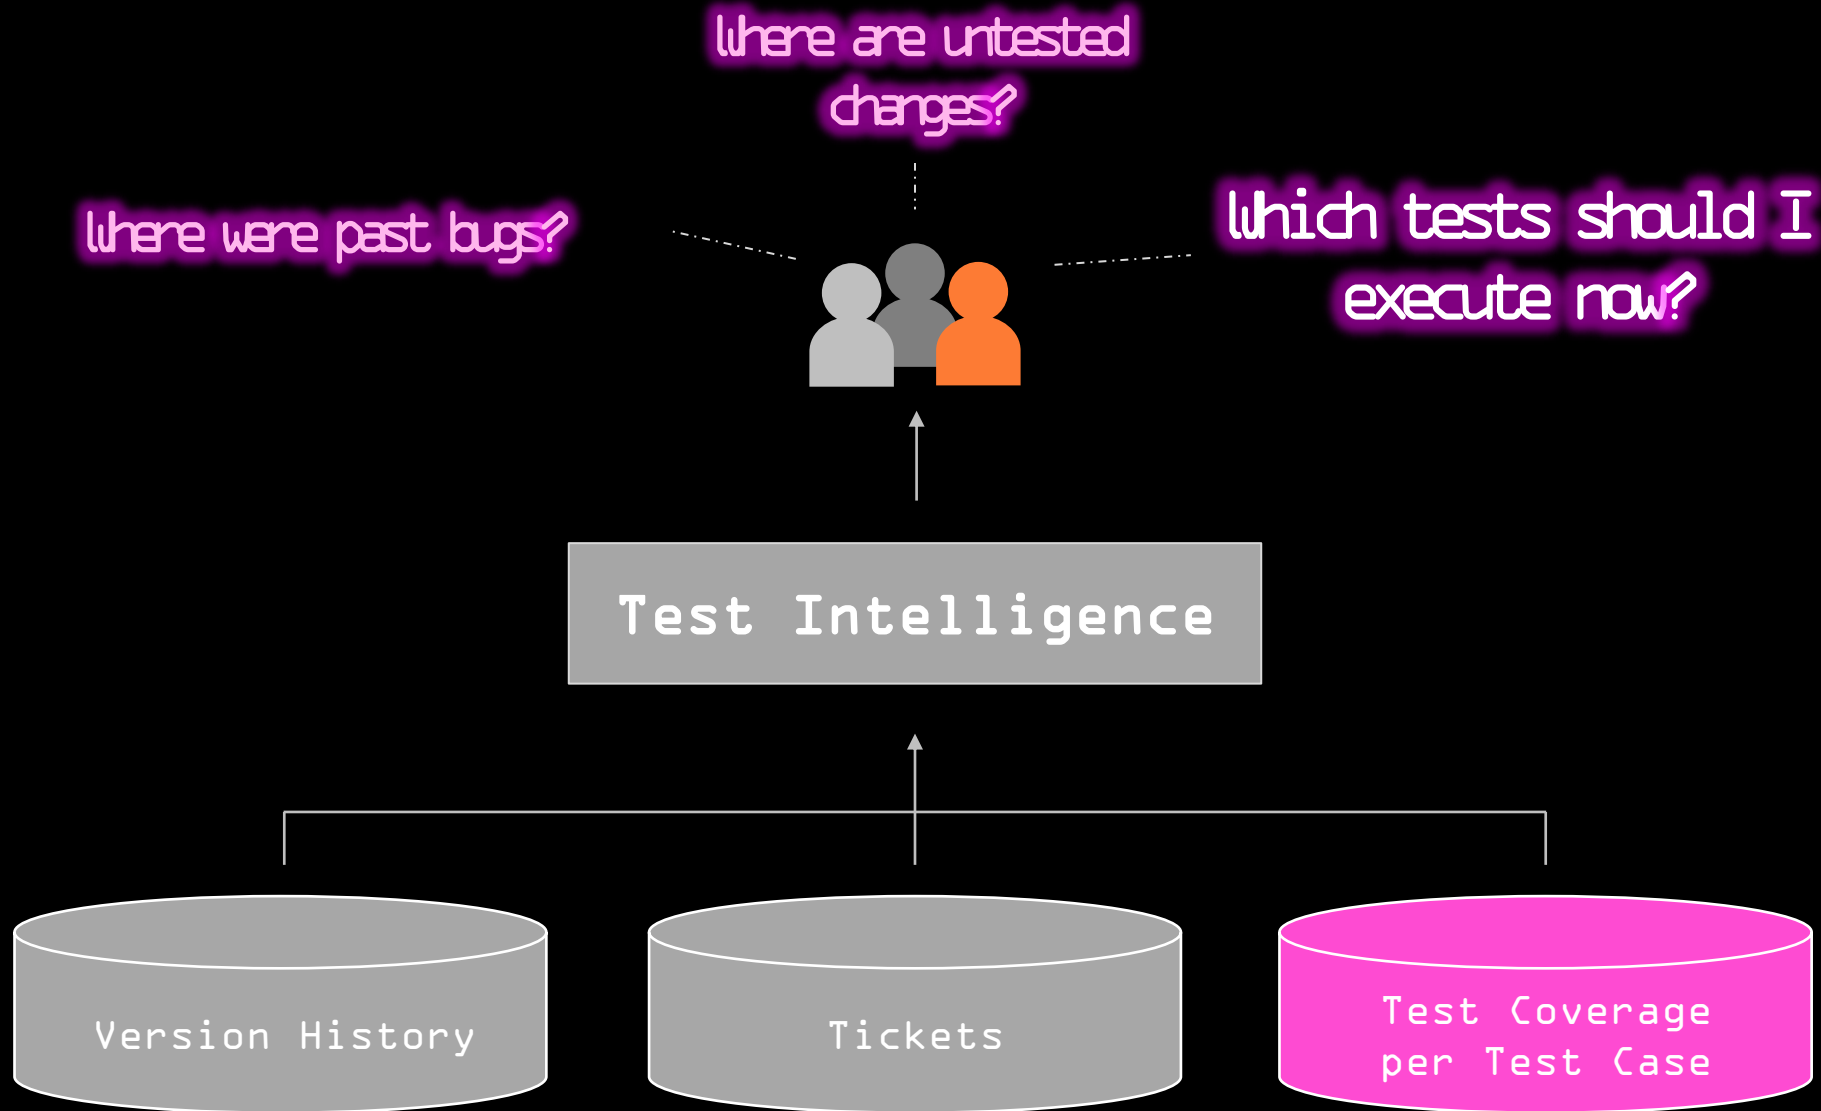 Where are untested
changes?
Where were past bugs?
Which tests should I
execute now?
Test Intelligence
Version History
Tickets
Test Coverage
per Test Case